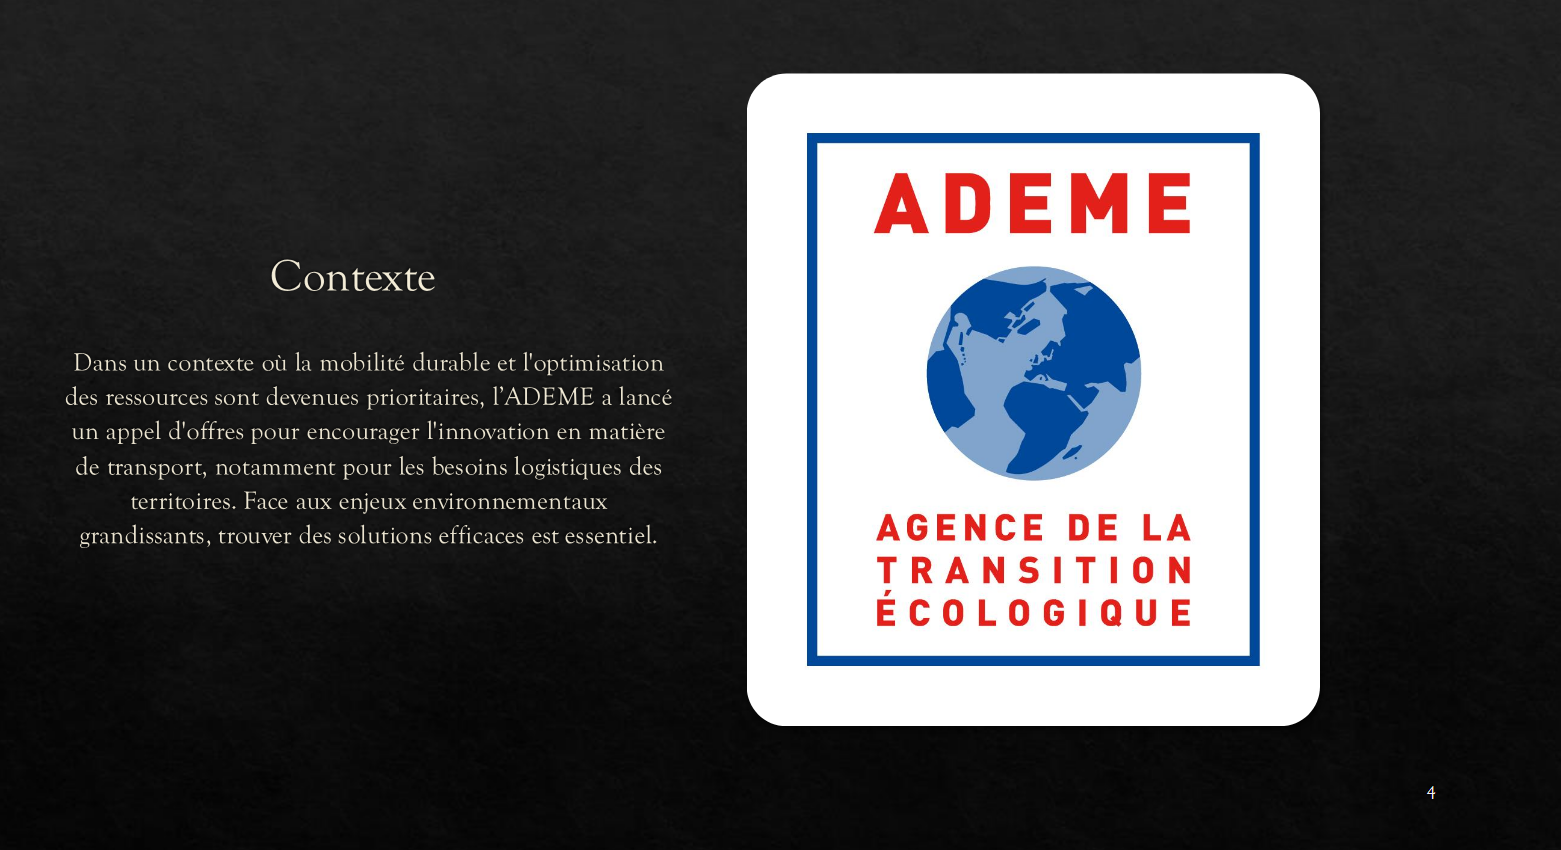 Contexte
Dans un contexte où la mobilité durable et l'optimisation
des ressources sont devenues prioritaires, l’ADEME a lancé
un appel d'offres pour encourager l'innovation en matière
de transport, notamment pour les besoins logistiques des
territoires. Face aux enjeux environnementaux
grandissants, trouver des solutions efficaces est essentiel.
ADEME
AGENCE DE LA
TRANSITION
ÉCOLOGIQUE
4